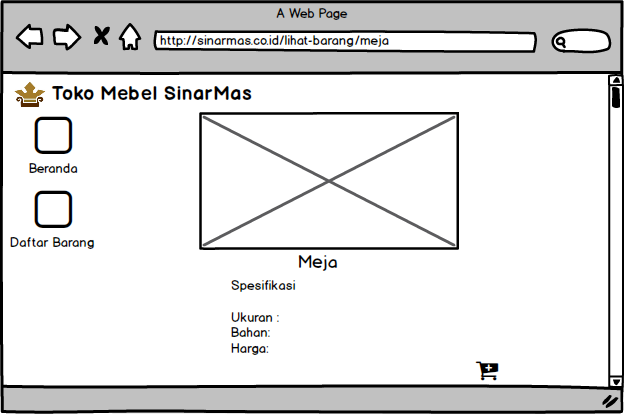 A Web Page
http://sinarmas.co.id/lihat-barang/meja
Toko Mebel SinarMas
Beranda
Daftar Barang
Meja
Spesifikasi
Ukuran :
Bahan:
Harga: